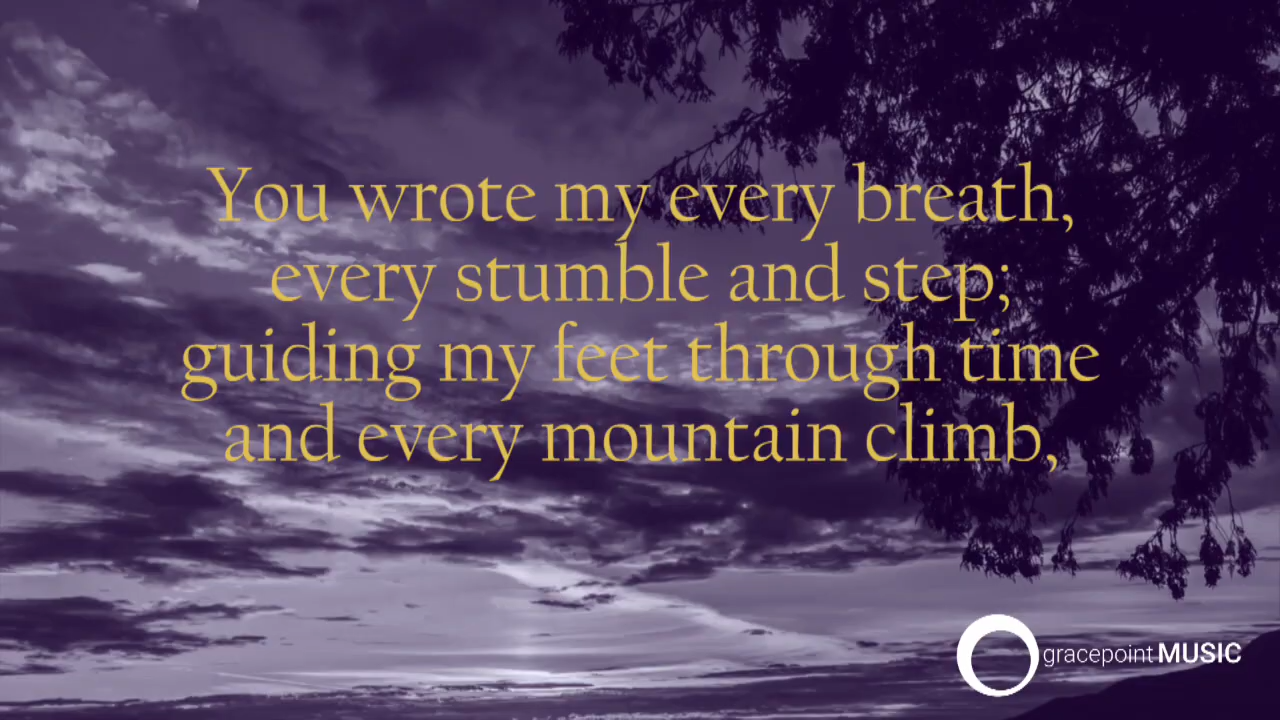 You wrote my every breath,
every stumble and step;
guiding my feet through time
and every mountain climb,
gracepoint MUSIC